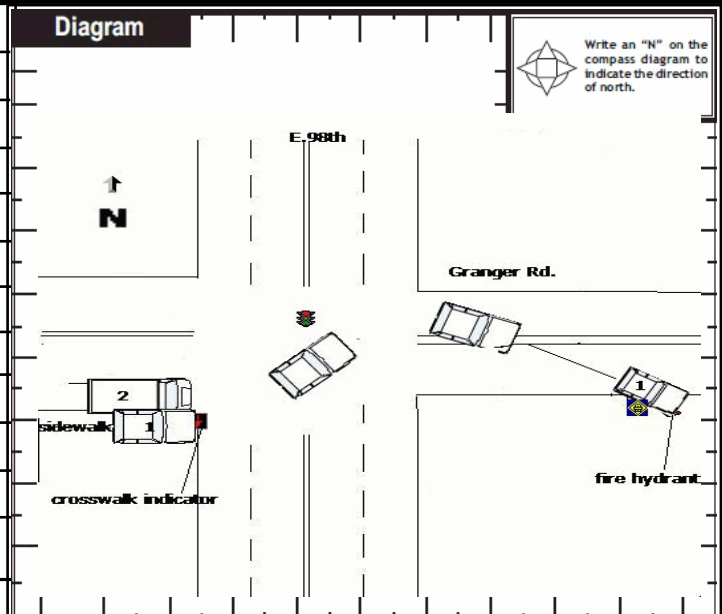 Diagram
Write an "N" on the
compass diagram to
indicate the direction
of north.
E.98th
N
Granger Rd.
2
1
1
sidewalk
fire hydrant
crosswalk indicator